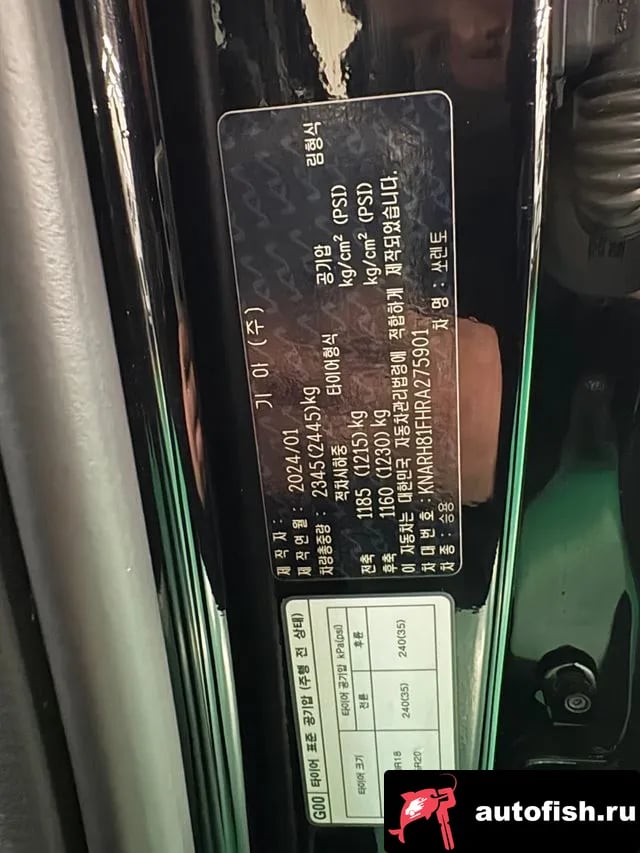 제 작 자 : 기 아 (주)
제 작 연 월 : 2024/01
차량총중량 : 2345(2445)kg
적차시하중 타이어형식 공기압 림형식
kg/cm² (PSI)
전축 1185 (1215)kg kg/cm² (PSI)
후축 1160 (1230)kg
이 자동차는 대한민국 자동차관리법령에 적합하게 제작되었습니다.
차 대 번 호 : KNARH81FHRA275901
차 종 : 승용 차 명 : 쏘렌토
G00 타이어 표준 공기압 (주행 전 상태)
타이어 크기 타이어 공기압 kPa(psi)
전륜 후륜
R18 240(35) 240(35)
R20
autofish.ru